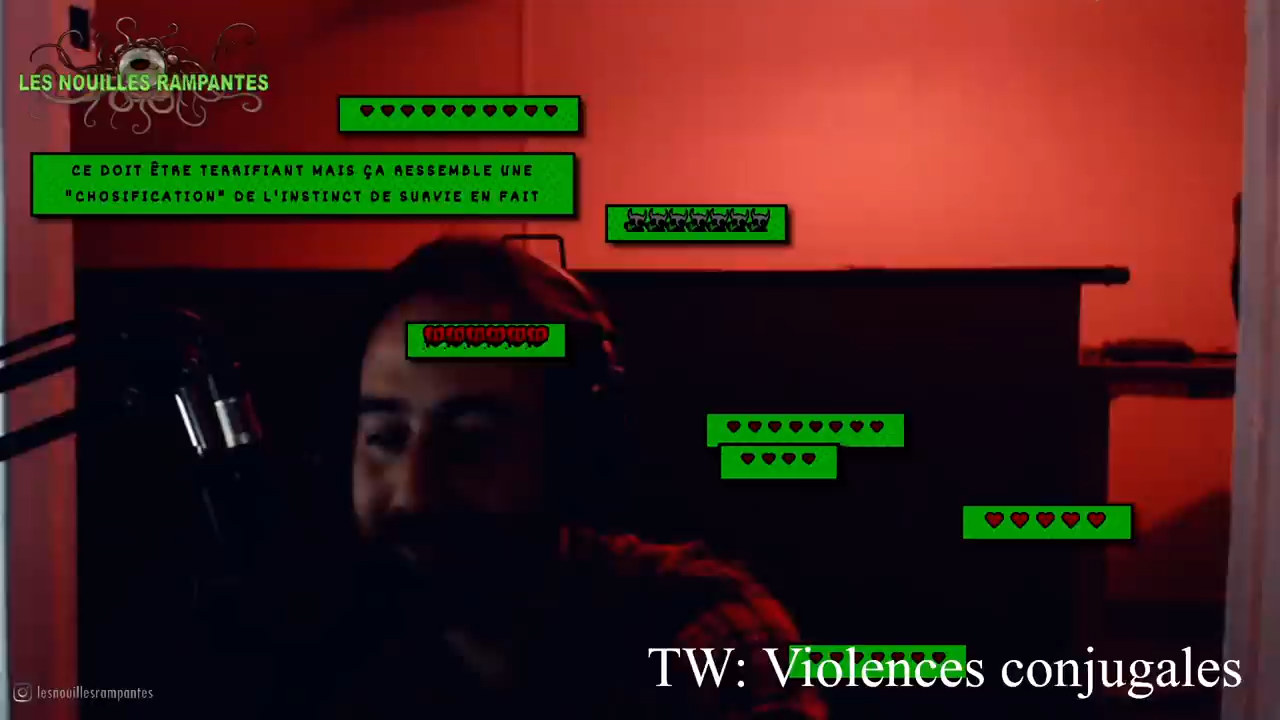 LES NOUILLES RAMPANTES
CE DOIT ÊTRE TERRIFIANT MAIS ÇA RESSEMBLE UNE
"CHOSIFICATION" DE L'INSTINCT DE SURVIE EN FAIT
TW: Violences conjugales
lesnouillesrampantes